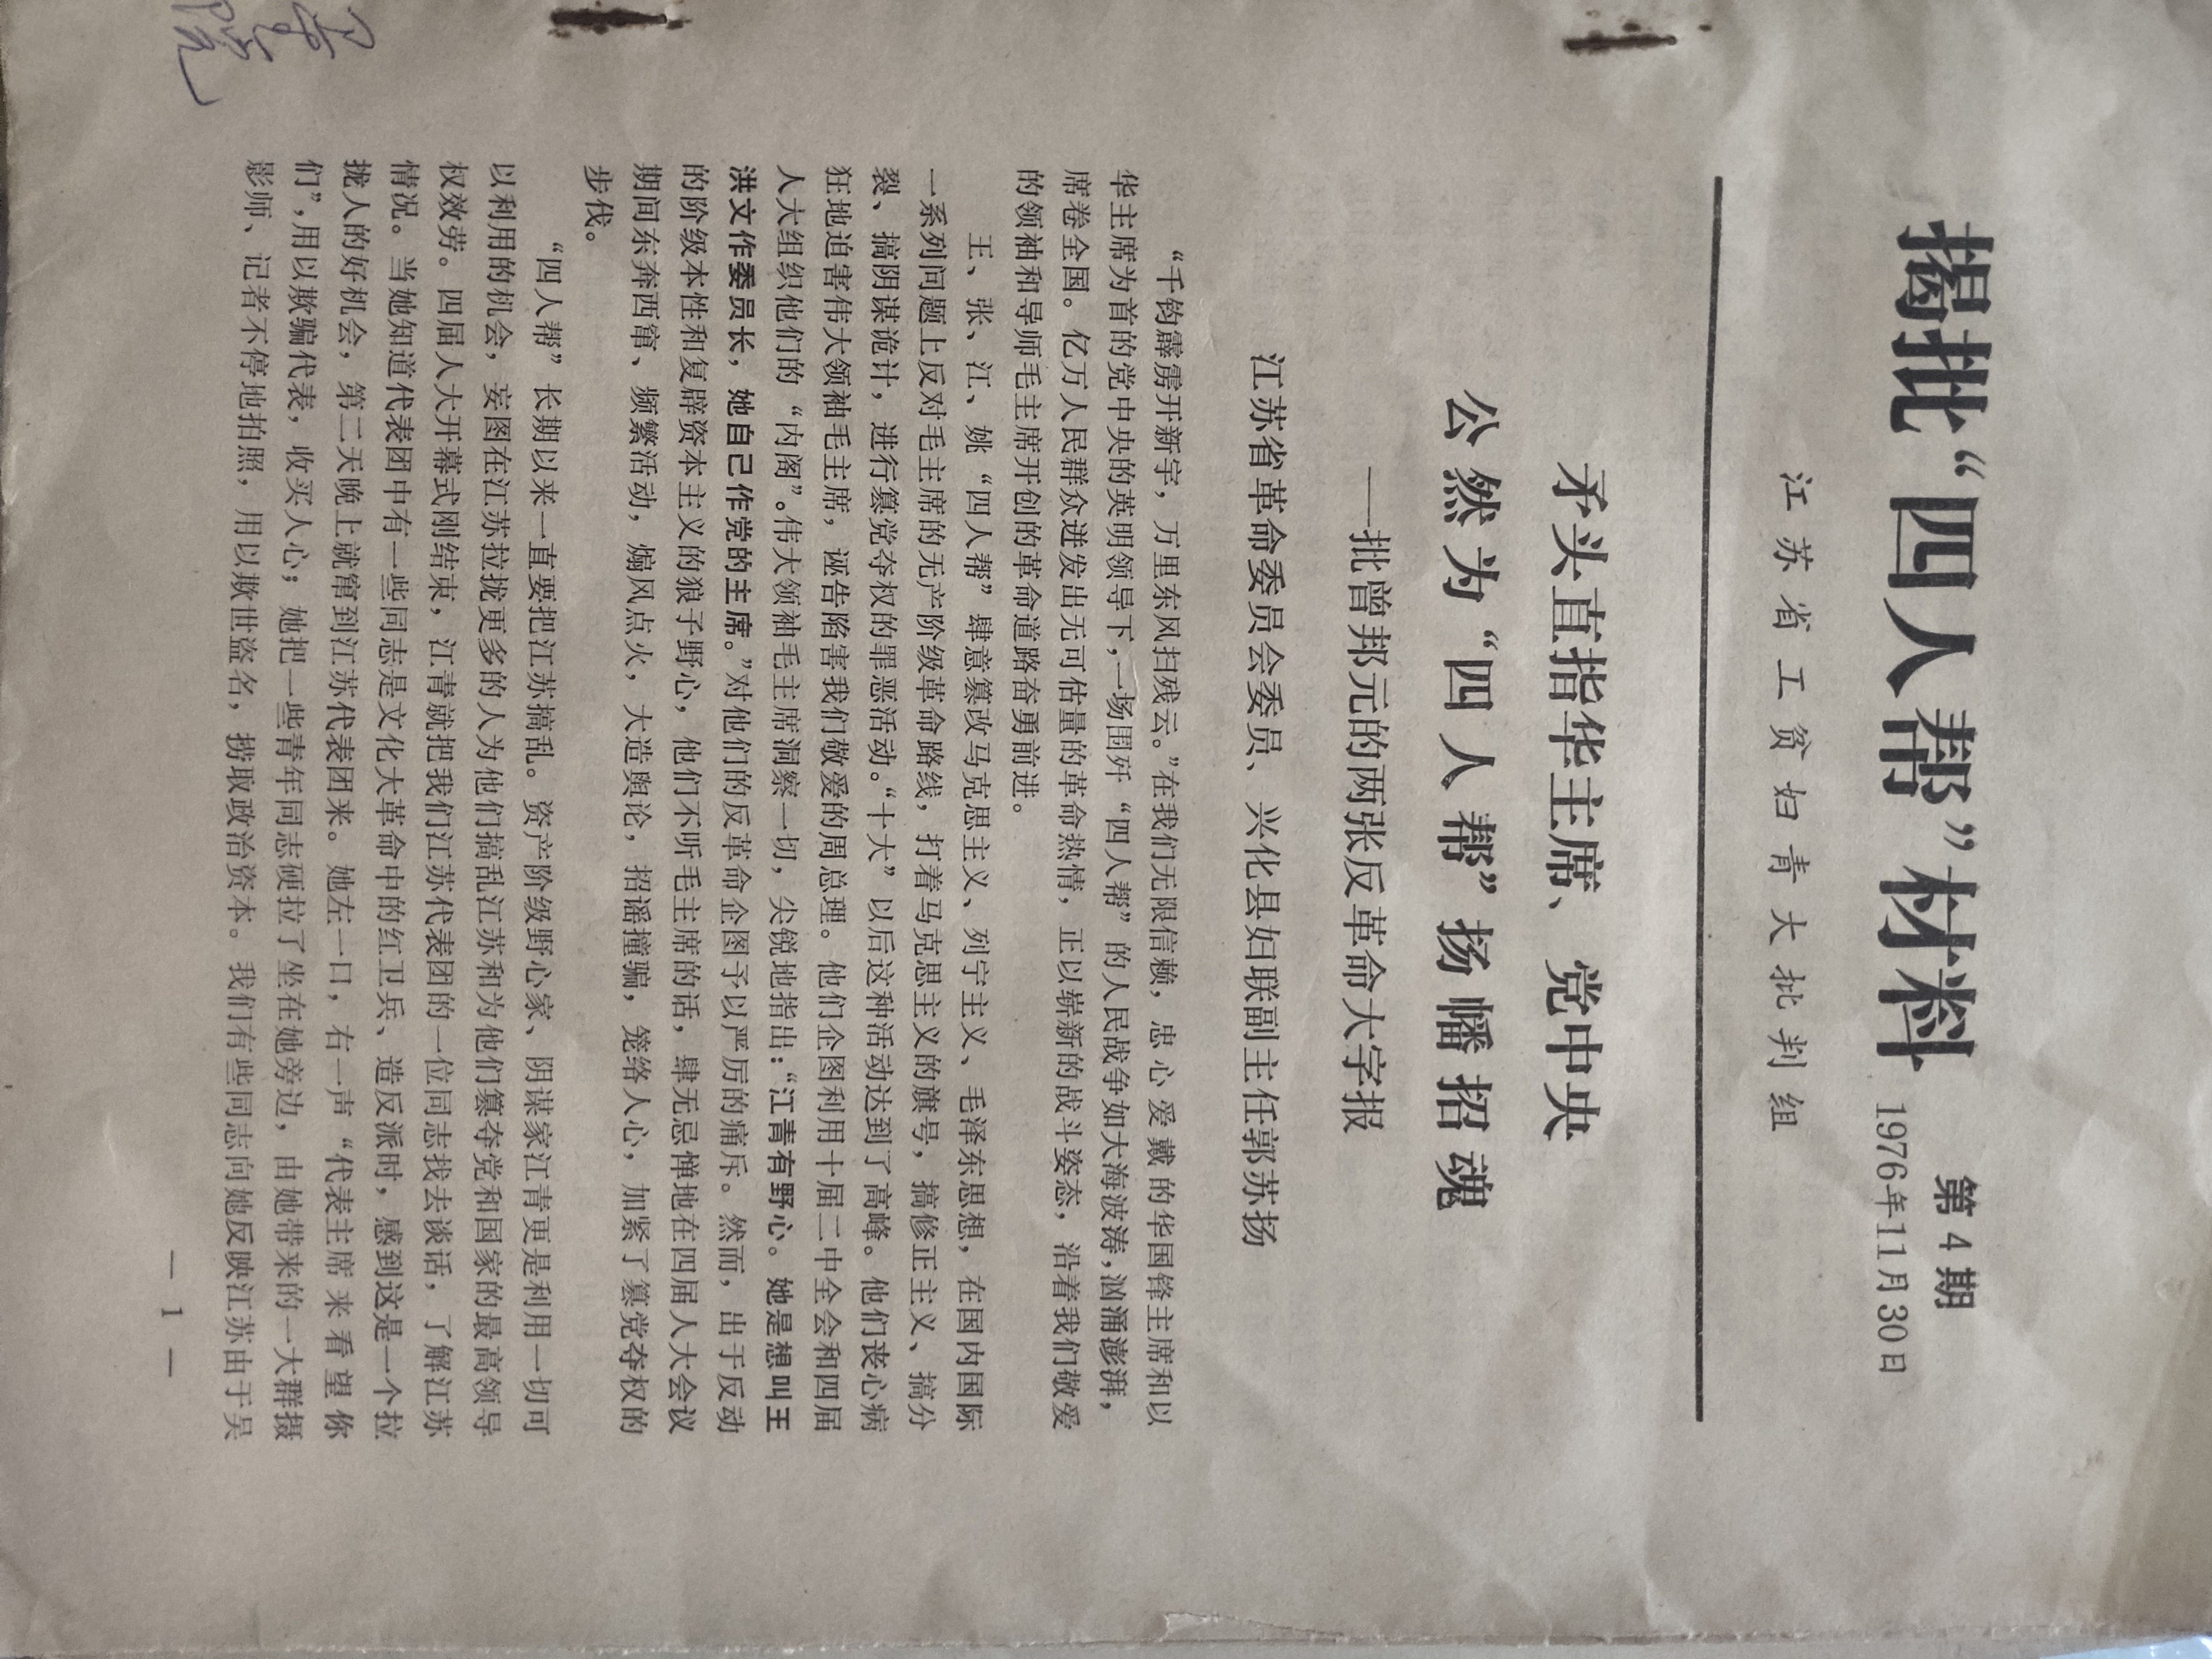 揭批“四人帮”材料
第4期
1976年11月30日
江苏省工贫妇青大批判组
矛头直指华主席、党中央
公然为“四人帮”扬幡招魂
——批曾邦元的两张反革命大字报
江苏省革命委员会委员、兴化县妇联副主任郭苏扬
“千钧霹雳开新宇，万里东风扫残云。”在我们无限信赖，忠心爱戴的华国锋主席和以
华主席为首的党中央的英明领导下，一场围歼“四人帮”的人民战争如大海波涛，汹涌澎湃，
席卷全国。亿万人民群众迸发出无可估量的革命热情，正以崭新的战斗姿态，沿着我们敬爱
的领袖和导师毛主席开创的革命道路奋勇前进。
王、张、江、姚“四人帮”肆意篡改马克思主义、列宁主义、毛泽东思想，在国内国际
一系列问题上反对毛主席的无产阶级革命路线，打着马克思主义的旗号，搞修正主义、搞分
裂、搞阴谋诡计，进行篡党夺权的罪恶活动。“十大”以后这种活动达到了高峰。他们丧心病
狂地迫害伟大领袖毛主席，诬告陷害我们敬爱的周总理。他们企图利用十届二中全会和四届
人大组织他们的“内阁”。伟大领袖毛主席洞察一切，尖锐地指出：“江青有野心。她是想叫王
洪文作委员长，她自己作党的主席。”对他们的反革命企图予以严厉的痛斥。然而，出于反动
的阶级本性和复辟资本主义的狼子野心，他们不听毛主席的话，肆无忌惮地在四届人大会议
期间东奔西窜、频繁活动，煽风点火，大造舆论，招谣撞骗，笼络人心，加紧了篡党夺权的
步伐。
“四人帮”长期以来一直要把江苏搞乱。资产阶级野心家、阴谋家江青更是利用一切可
以利用的机会，妄图在江苏拉拢更多的人为他们搞乱江苏和为他们篡夺党和国家的最高领导
权效劳。四届人大开幕式刚结束，江青就把我们江苏代表团的一位同志找去谈话，了解江苏
情况。当她知道代表团中有一些同志是文化大革命中的红卫兵、造反派时，感到这是一个拉
拢人的好机会，第二天晚上就窜到江苏代表团来。她左一口，右一声“代表主席来看望你
们”，用以欺骗代表，收买人心；她把一些青年同志硬拉了坐在她旁边，由她带来的一大群摄
影师、记者不停地拍照，用以欺世盗名，捞取政治资本。我们有些同志向她反映江苏由于吴
— 1 —